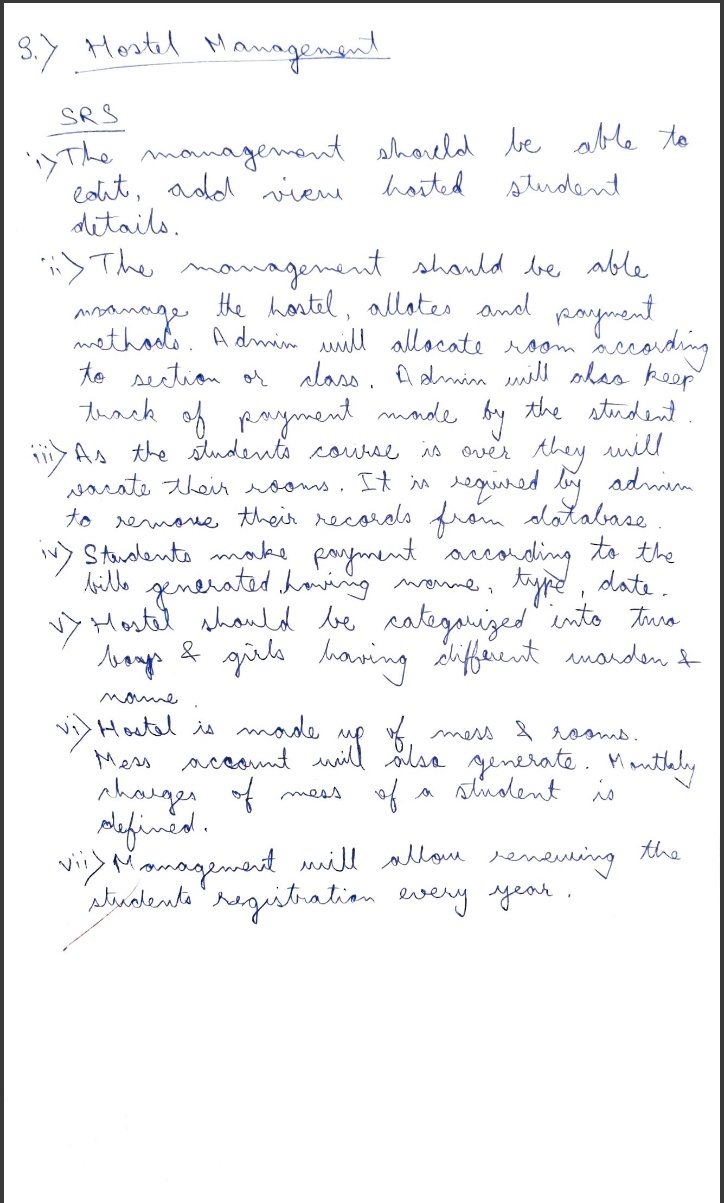 3.) Hostel Management
SRS
i) The management should be able to
edit, add view hosted student
details.
ii) The management should be able
manage the hostel, allotes and payment
methods. Admin will allocate room according
to section or class. Admin will also keep
track of payment made by the student.
iii) As the students course is over they will
vacate their rooms. It is required by admin
to remove their records from database.
iv) Students make payment according to the
bills generated having name, type, date.
v) Hostel should be categorized into two
boys & girls having different warden &
name.
vi) Hostel is made up of mess & rooms.
Mess account will also generate. Monthly
charges of mess of a student is
defined.
vii) Management will allow renewing the
students registration every year.